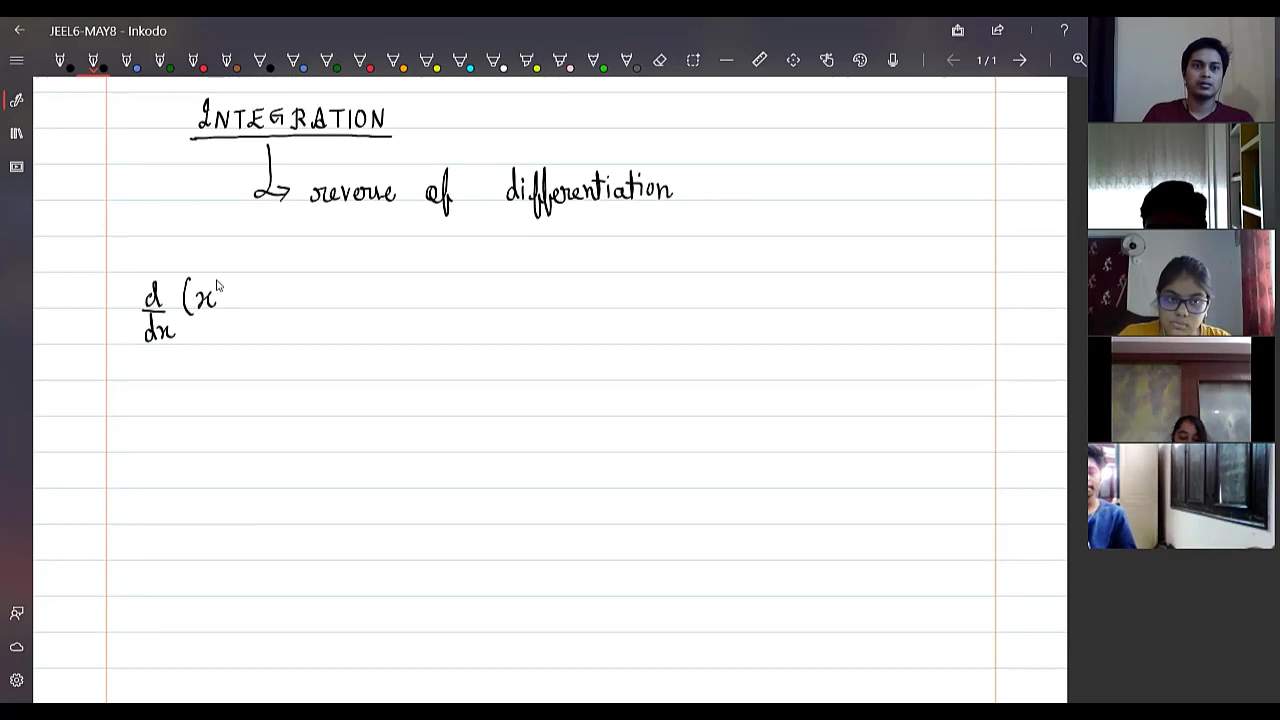 JEEL6-MAY8 - Inkodo
1/1
INTEGRATION
↳ reverse of differentiation
d/dx (x